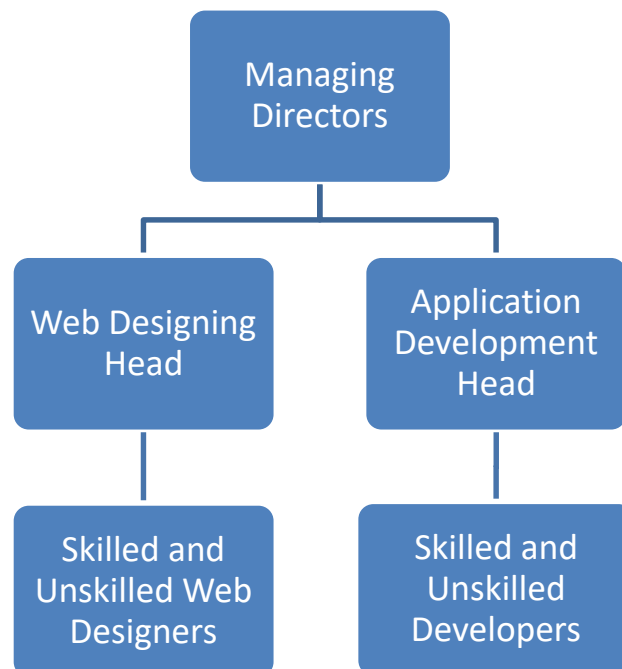 Managing
Directors
Web Designing
Head
Application
Development
Head
Skilled and
Unskilled Web
Designers
Skilled and
Unskilled
Developers